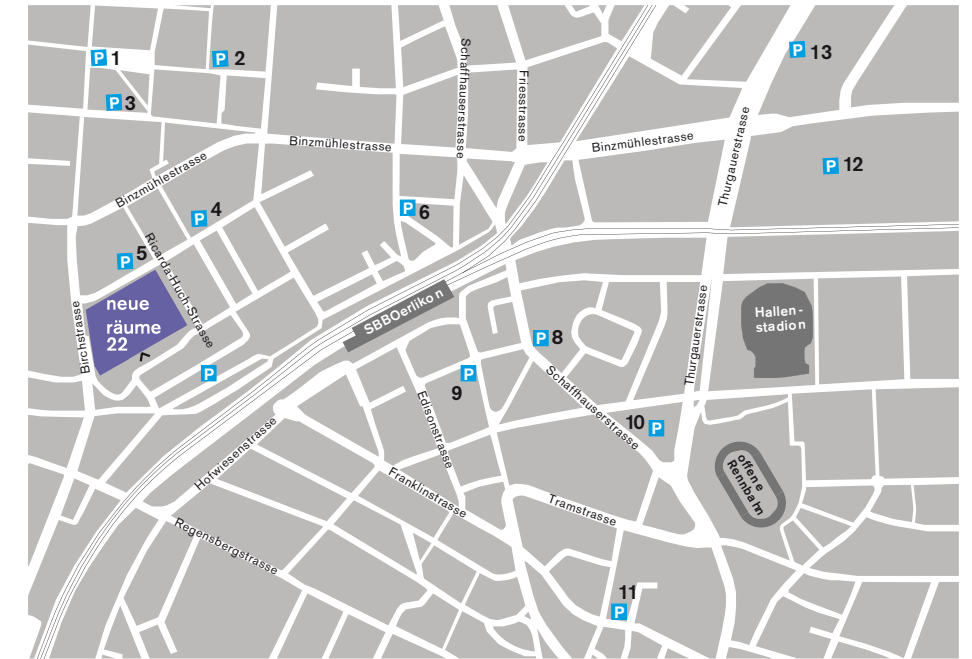 P 1
P 2
P 13
P 3
Schaffhauserstrasse
Friesstrasse
Thurgauerstrasse
Binzmühlestrasse
Binzmühlestrasse
Binzmühlestrasse
P 12
P 4
P 6
P 5
Ricarda-Huch-Strasse
neue
räume
22
Birchstrasse
SBBOerlikon
Thurgauerstrasse
Hallen-
stadion
P 8
P
P
9
Edisonstrasse
Schaffhauserstrasse
10 P
Hofwiesenstrasse
Franklinstrasse
offene
Rennbahn
Tramstrasse
Regensbergstrasse
11
P